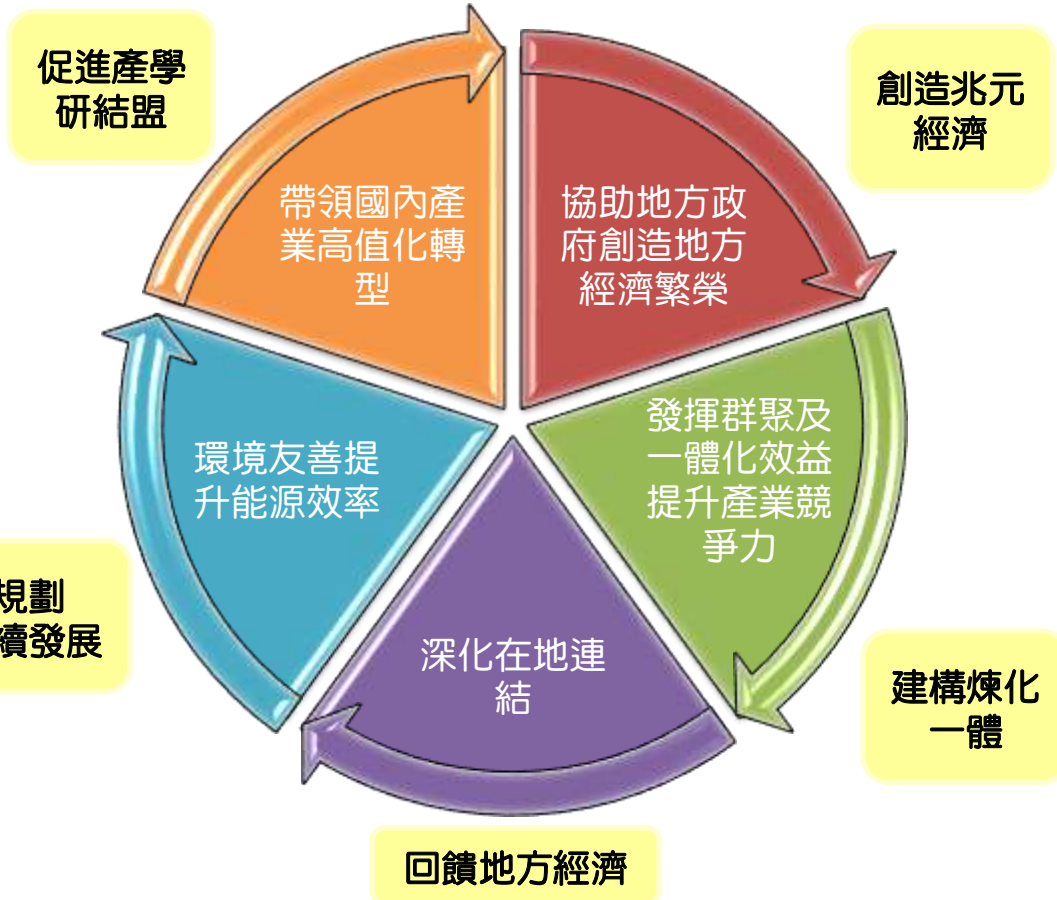 促進產學
研結盟
創造兆元
經濟
帶領國內產
業高值化轉
型
協助地方政
府創造地方
經濟繁榮
發揮群聚及
一體化效益
提升產業競
爭力
環境友善提
升能源效率
規劃
續發展
深化在地連
結
建構煉化
一體
回饋地方經濟